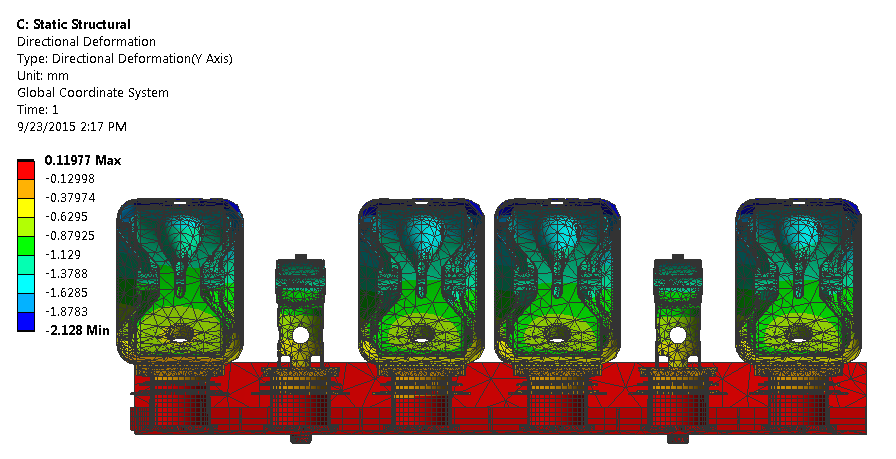 C: Static Structural
Directional Deformation
Type: Directional Deformation(Y Axis)
Unit: mm
Global Coordinate System
Time: 1
9/23/2015 2:17 PM
0.11977 Max
-0.12998
-0.37974
-0.6295
-0.87925
-1.129
-1.3788
-1.6285
-1.8783
-2.128 Min